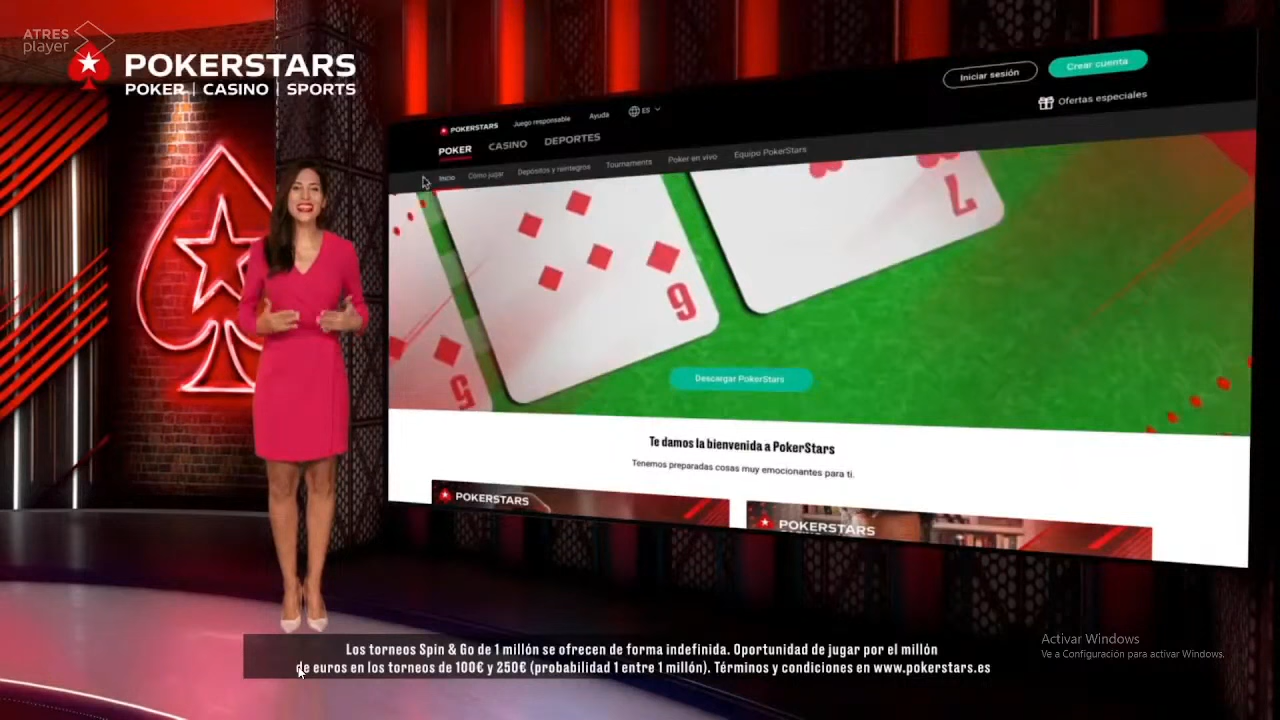 ATRES
player
POKERSTARS
POKER | CASINO | SPORTS
Iniciar sesión
Crear cuenta
POKERSTARS
Juego responsable
Ayuda
ES
Ofertas especiales
POKER
CASINO
DEPORTES
Inicio
Cómo jugar
Depósitos y reintegros
Tournaments
Poker en vivo
Equipo PokerStars
7
6
5
Descargar PokerStars
Te damos la bienvenida a PokerStars
Tenemos preparadas cosas muy emocionantes para ti.
POKERSTARS
POKERSTARS
Los torneos Spin & Go de 1 millón se ofrecen de forma indefinida. Oportunidad de jugar por el millón
de euros en los torneos de 100€ y 250€ (probabilidad 1 entre 1 millón). Términos y condiciones en www.pokerstars.es
Activar Windows
Ve a Configuración para activar Windows.